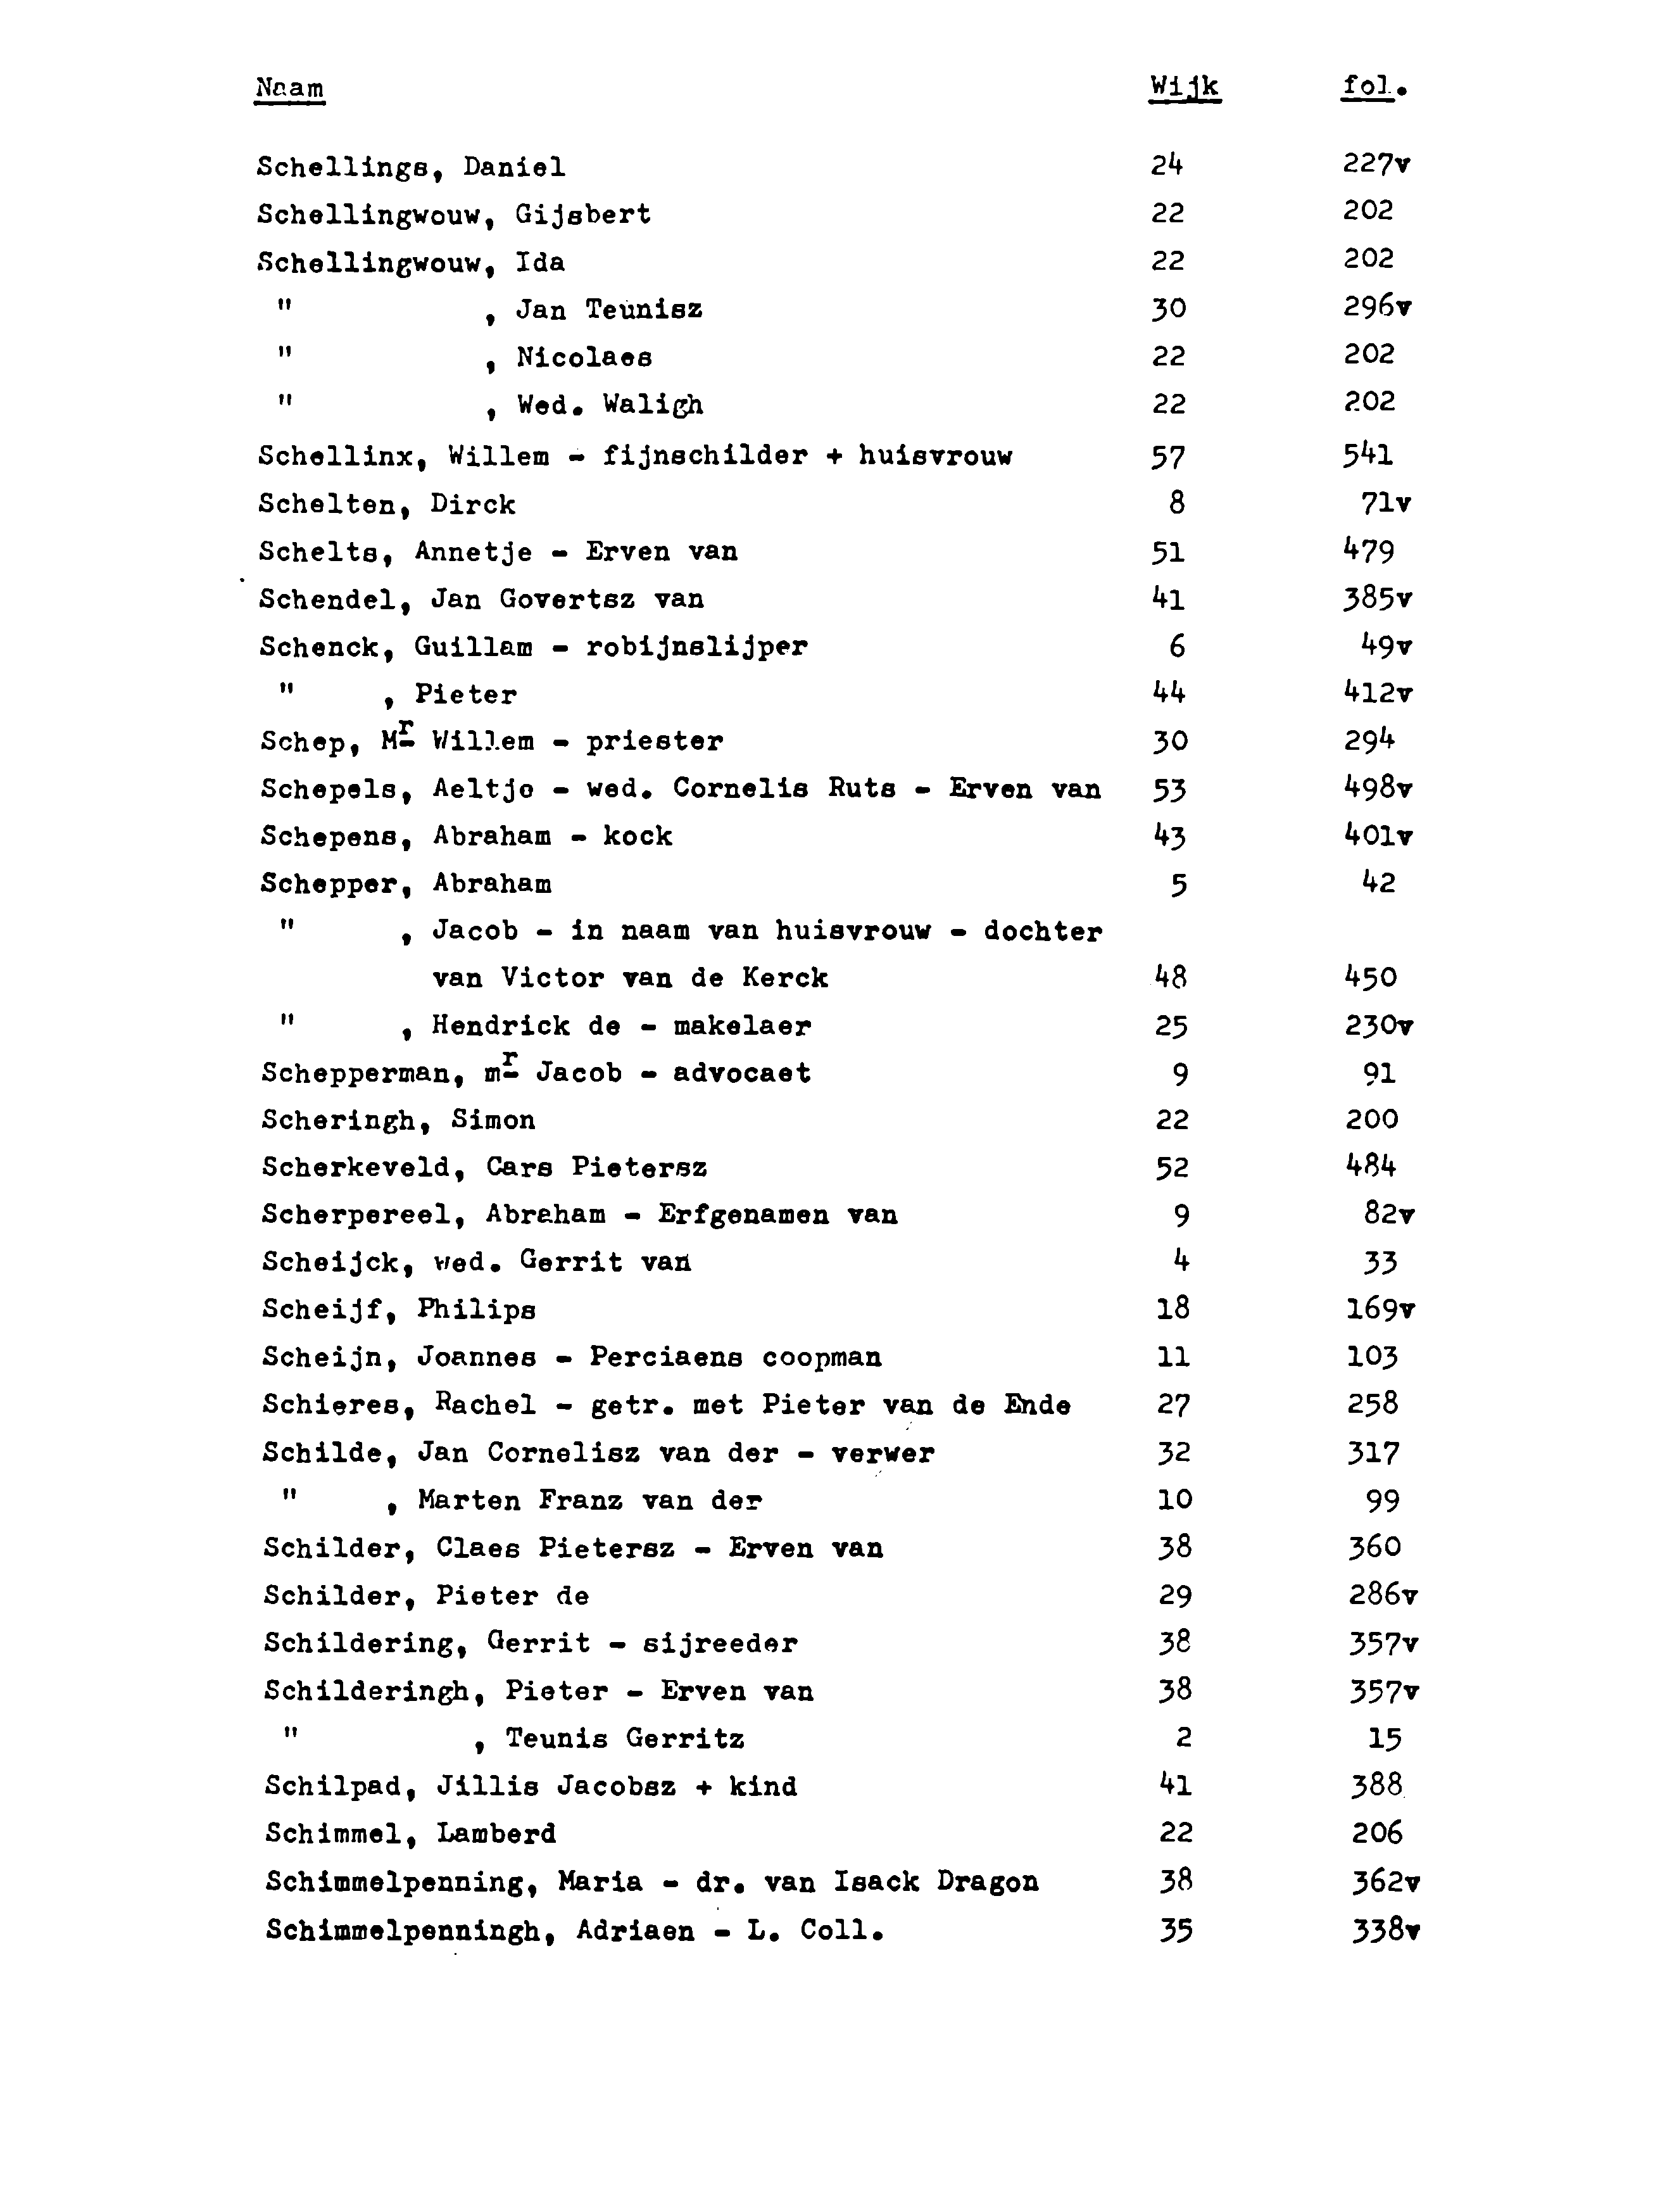 Naam Wijk fol.
Schellings, Daniel 24 227v
Schellingwouw, Gijsbert 22 202
Schellingwouw, Ida 22 202
" , Jan Teunisz 30 296v
" , Nicolaes 22 202
" , Wed. Waligh 22 202
Schellinx, Willem - fijnschilder + huisvrouw 57 541
Schelten, Dirck 8 71v
Schelts, Annetje - Erven van 51 479
Schendel, Jan Govertsz van 41 385v
Schenck, Guillam - robijnslijper 6 49v
" , Pieter 44 412v
Schep, Mr Willem - priester 30 294
Schepels, Aeltje - wed. Cornelis Ruts - Erven van 53 498v
Schepens, Abraham - kock 43 401v
Schepper, Abraham 5 42
" , Jacob - in naam van huisvrouw - dochter
van Victor van de Kerck 48 450
" , Hendrick de - makelaer 25 230v
Schepperman, mr Jacob - advocaet 9 91
Scheringh, Simon 22 200
Scherkeveld, Cars Pietersz 52 484
Scherpereel, Abraham - Erfgenamen van 9 82v
Scheijck, wed. Gerrit van 4 33
Scheijf, Philips 18 169v
Scheijn, Joannes - Perciaens coopman 11 103
Schieres, Rachel - getr. met Pieter van de Ende 27 258
Schilde, Jan Cornelisz van der - verwer 32 317
" , Marten Franz van der 10 99
Schilder, Claes Pietersz - Erven van 38 360
Schilder, Pieter de 29 286v
Schildering, Gerrit - sijreeder 38 357v
Schilderingh, Pieter - Erven van 38 357v
" , Teunis Gerritz 2 15
Schilpad, Jillis Jacobsz + kind 41 388
Schimmel, Lamberd 22 206
Schimmelpenning, Maria - dr. van Isack Dragon 38 362v
Schimmelpenningh, Adriaen - L. Coll. 35 338v